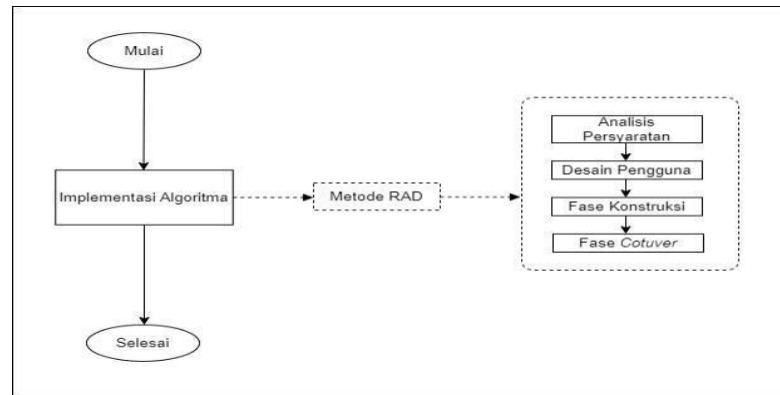 Mulai
Implementasi Algoritma
Selesai
Metode RAD
Analisis
Persyaratan
Desain Pengguna
Fase Konstruksi
Fase Cotuver